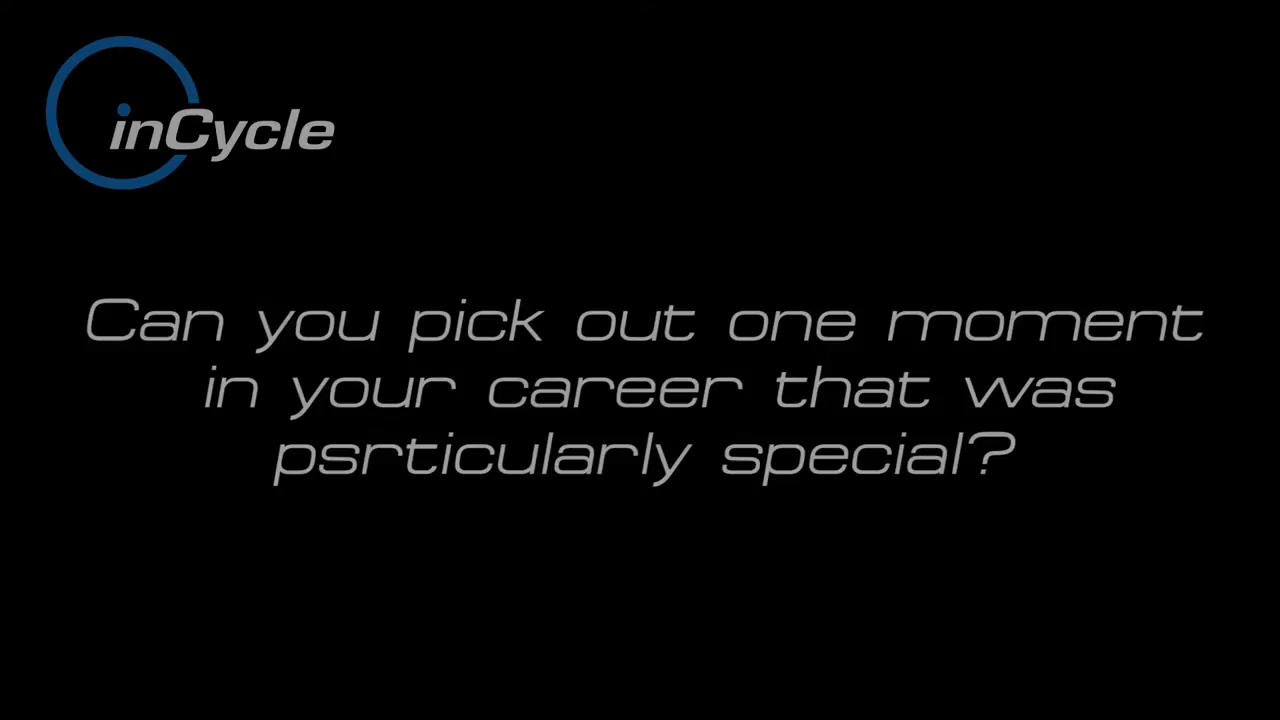 inCycle
Can you pick out one moment
in your career that was
psrticularly special?